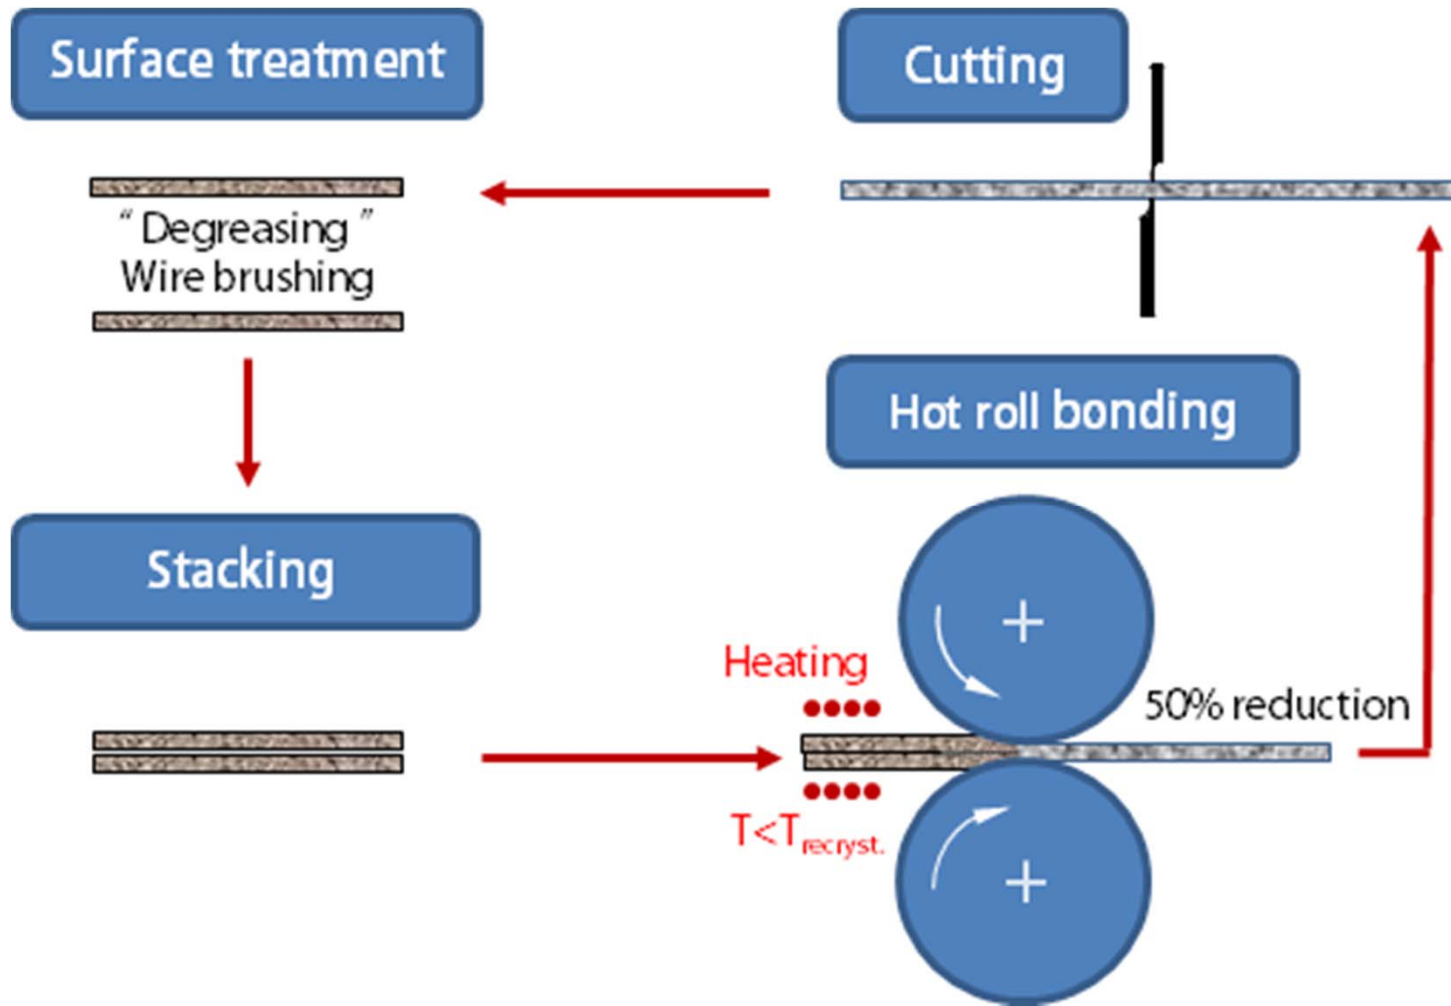 Surface treatment
Cutting
“ Degreasing ”
Wire brushing
Hot roll bonding
Stacking
Heating
50% reduction
T<Trecryst.